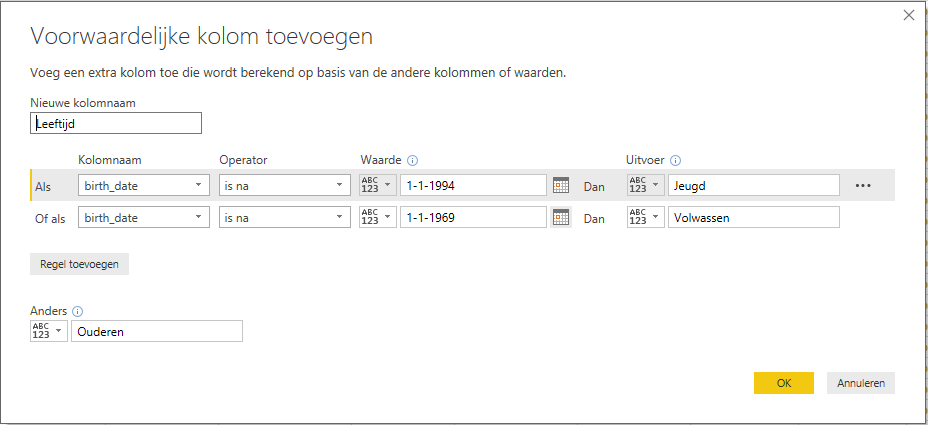 Voorwaardelijke kolom toevoegen
Voeg een extra kolom toe die wordt berekend op basis van de andere kolommen of waarden.
Nieuwe kolomnaam
Leeftijd
Kolomnaam Operator Waarde Uitvoer
Als birth_date is na ABC 123 1-1-1994 Dan ABC 123 Jeugd ...
Of als birth_date is na ABC 123 1-1-1969 Dan ABC 123 Volwassen
Regel toevoegen
Anders
ABC 123 Ouderen
OK Annuleren